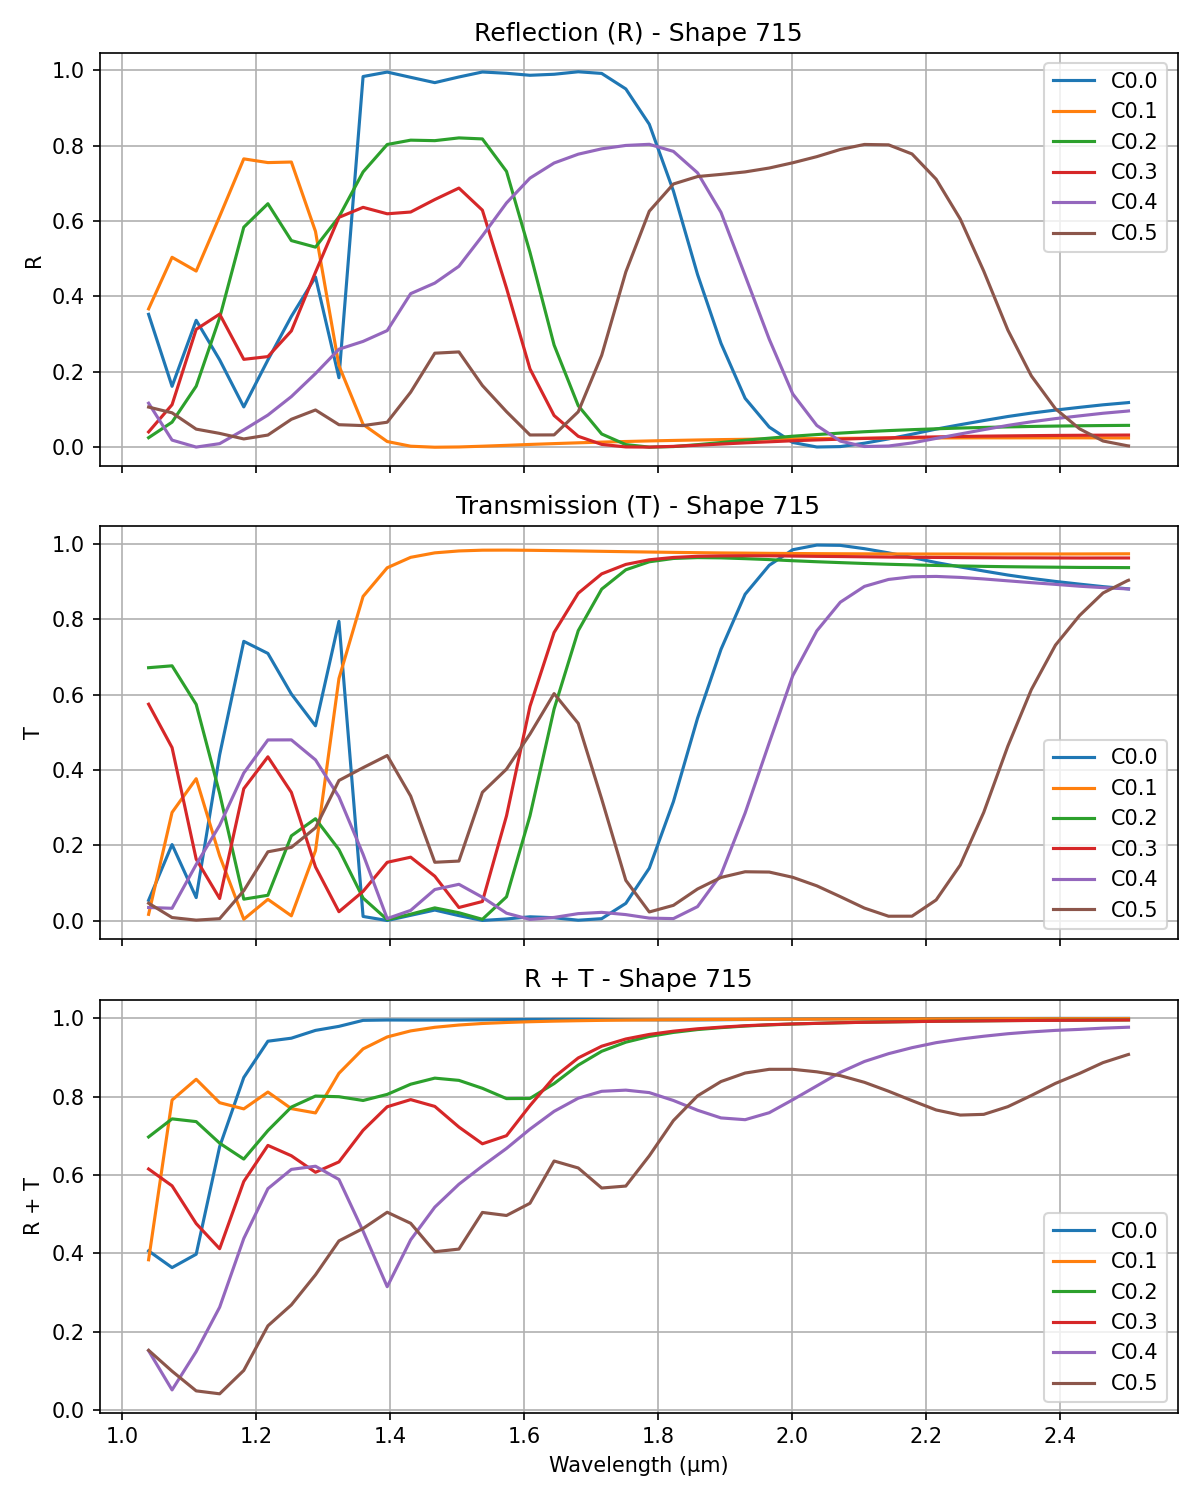 Reflection (R) - Shape 715
1.0
0.8
0.6
0.4
0.2
0.0
R
C0.0
C0.1
C0.2
C0.3
C0.4
C0.5
Transmission (T) - Shape 715
1.0
0.8
0.6
0.4
0.2
0.0
T
C0.0
C0.1
C0.2
C0.3
C0.4
C0.5
R + T - Shape 715
1.0
0.8
0.6
0.4
0.2
0.0
R + T
C0.0
C0.1
C0.2
C0.3
C0.4
C0.5
1.0 1.2 1.4 1.6 1.8 2.0 2.2 2.4
Wavelength (μm)